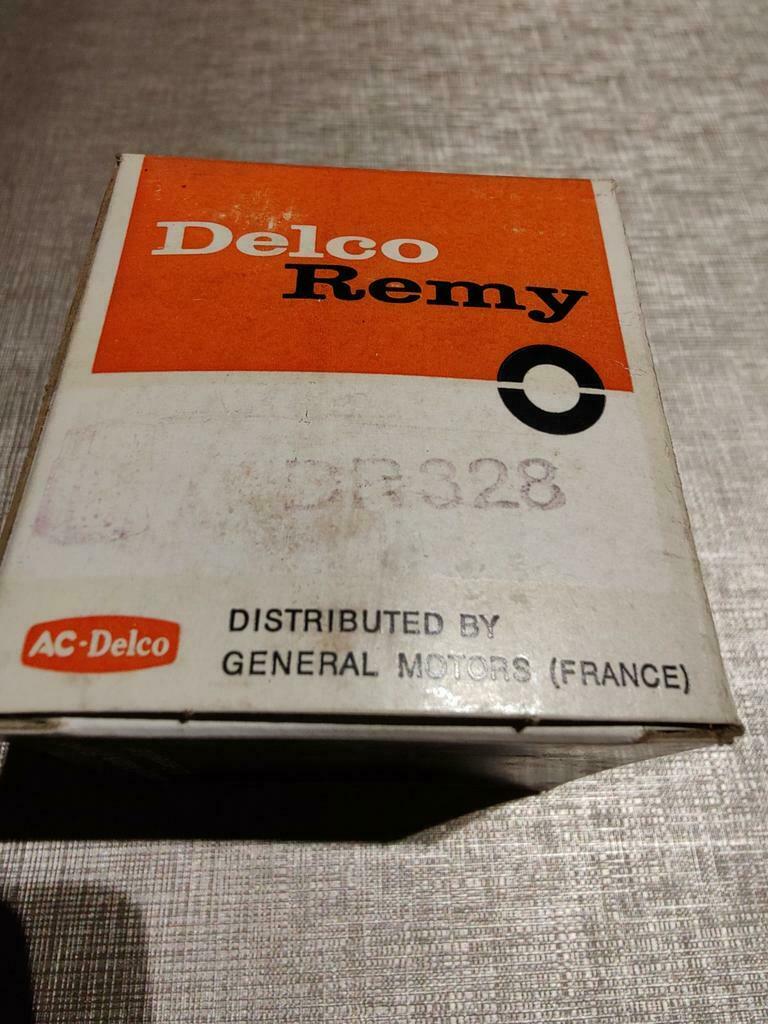 Delco
Remy
DR328
AC-Delco
DISTRIBUTED BY
GENERAL MOTORS (FRANCE)